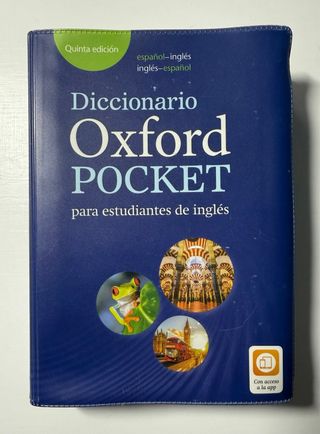 Quinta edición
español–inglés
inglés–español
Diccionario
Oxford
POCKET
para estudiantes de inglés
Con acceso
a la app